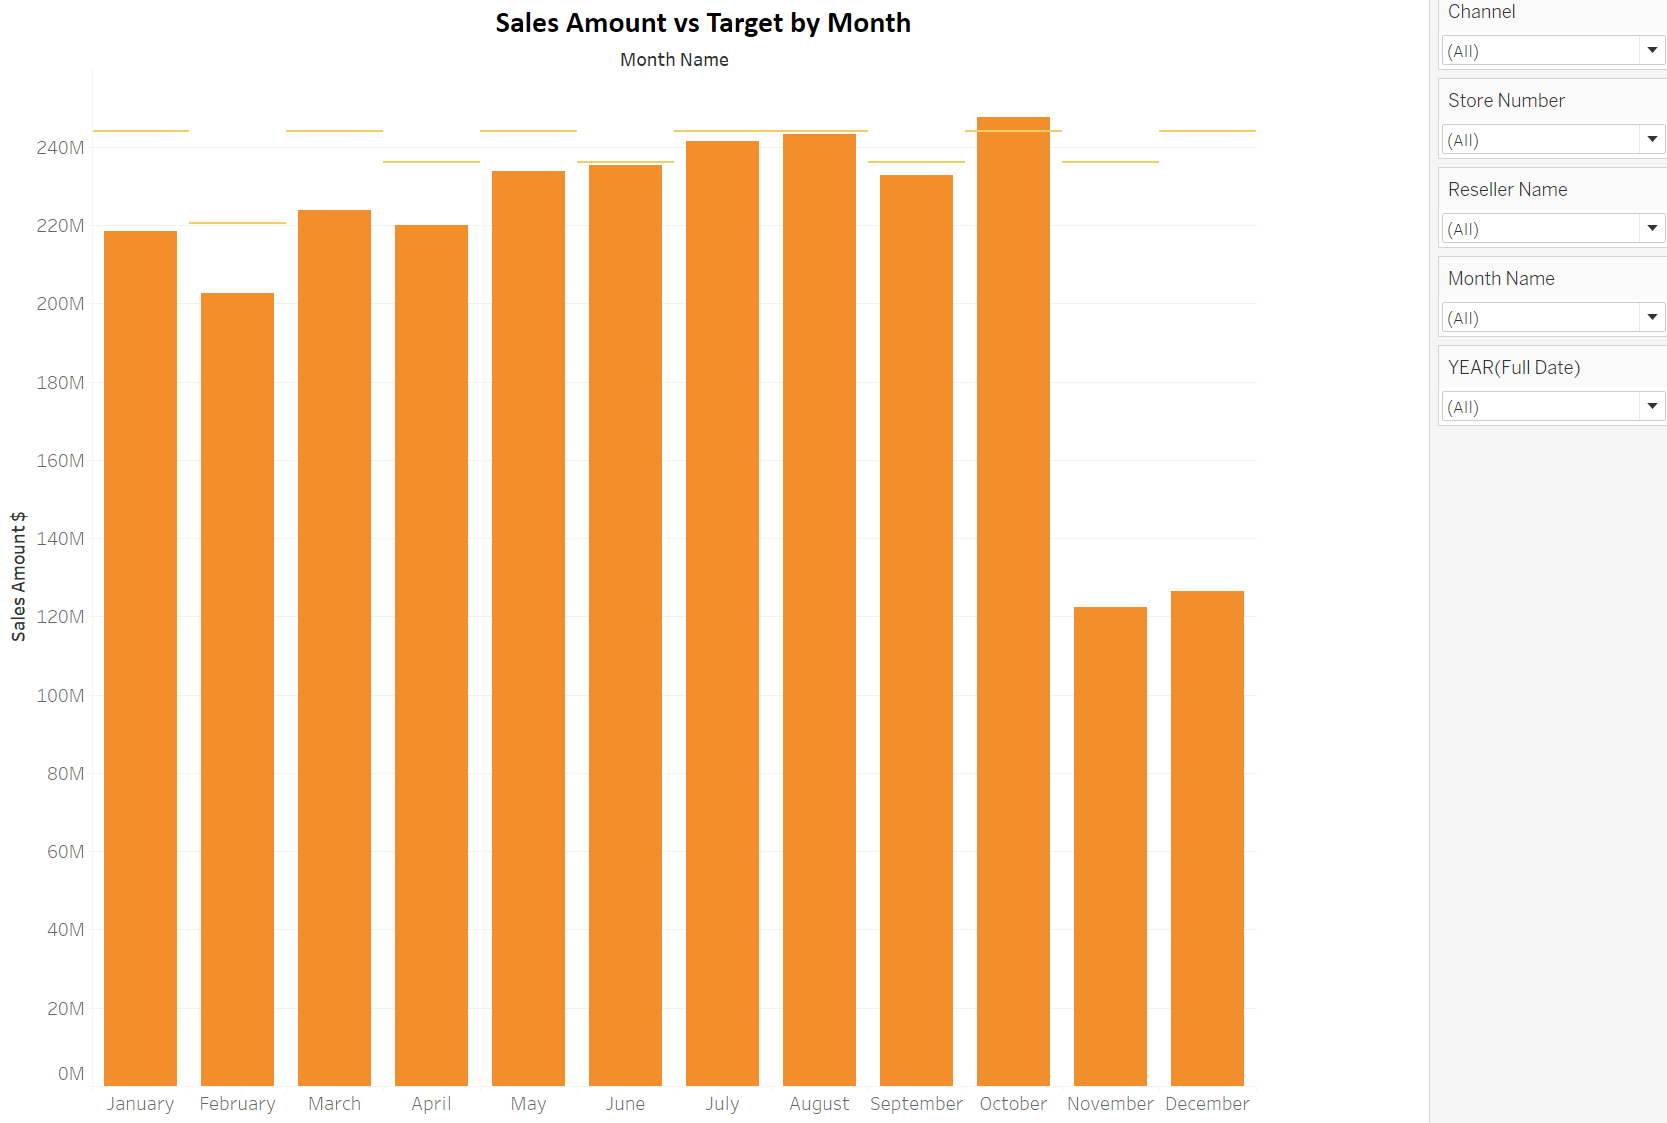 Sales Amount vs Target by Month
Month Name
Sales Amount $
240M
220M
200M
180M
160M
140M
120M
100M
80M
60M
40M
20M
0M
January February March April May June July August September October November December
Channel
(All)
Store Number
(All)
Reseller Name
(All)
Month Name
(All)
YEAR(Full Date)
(All)